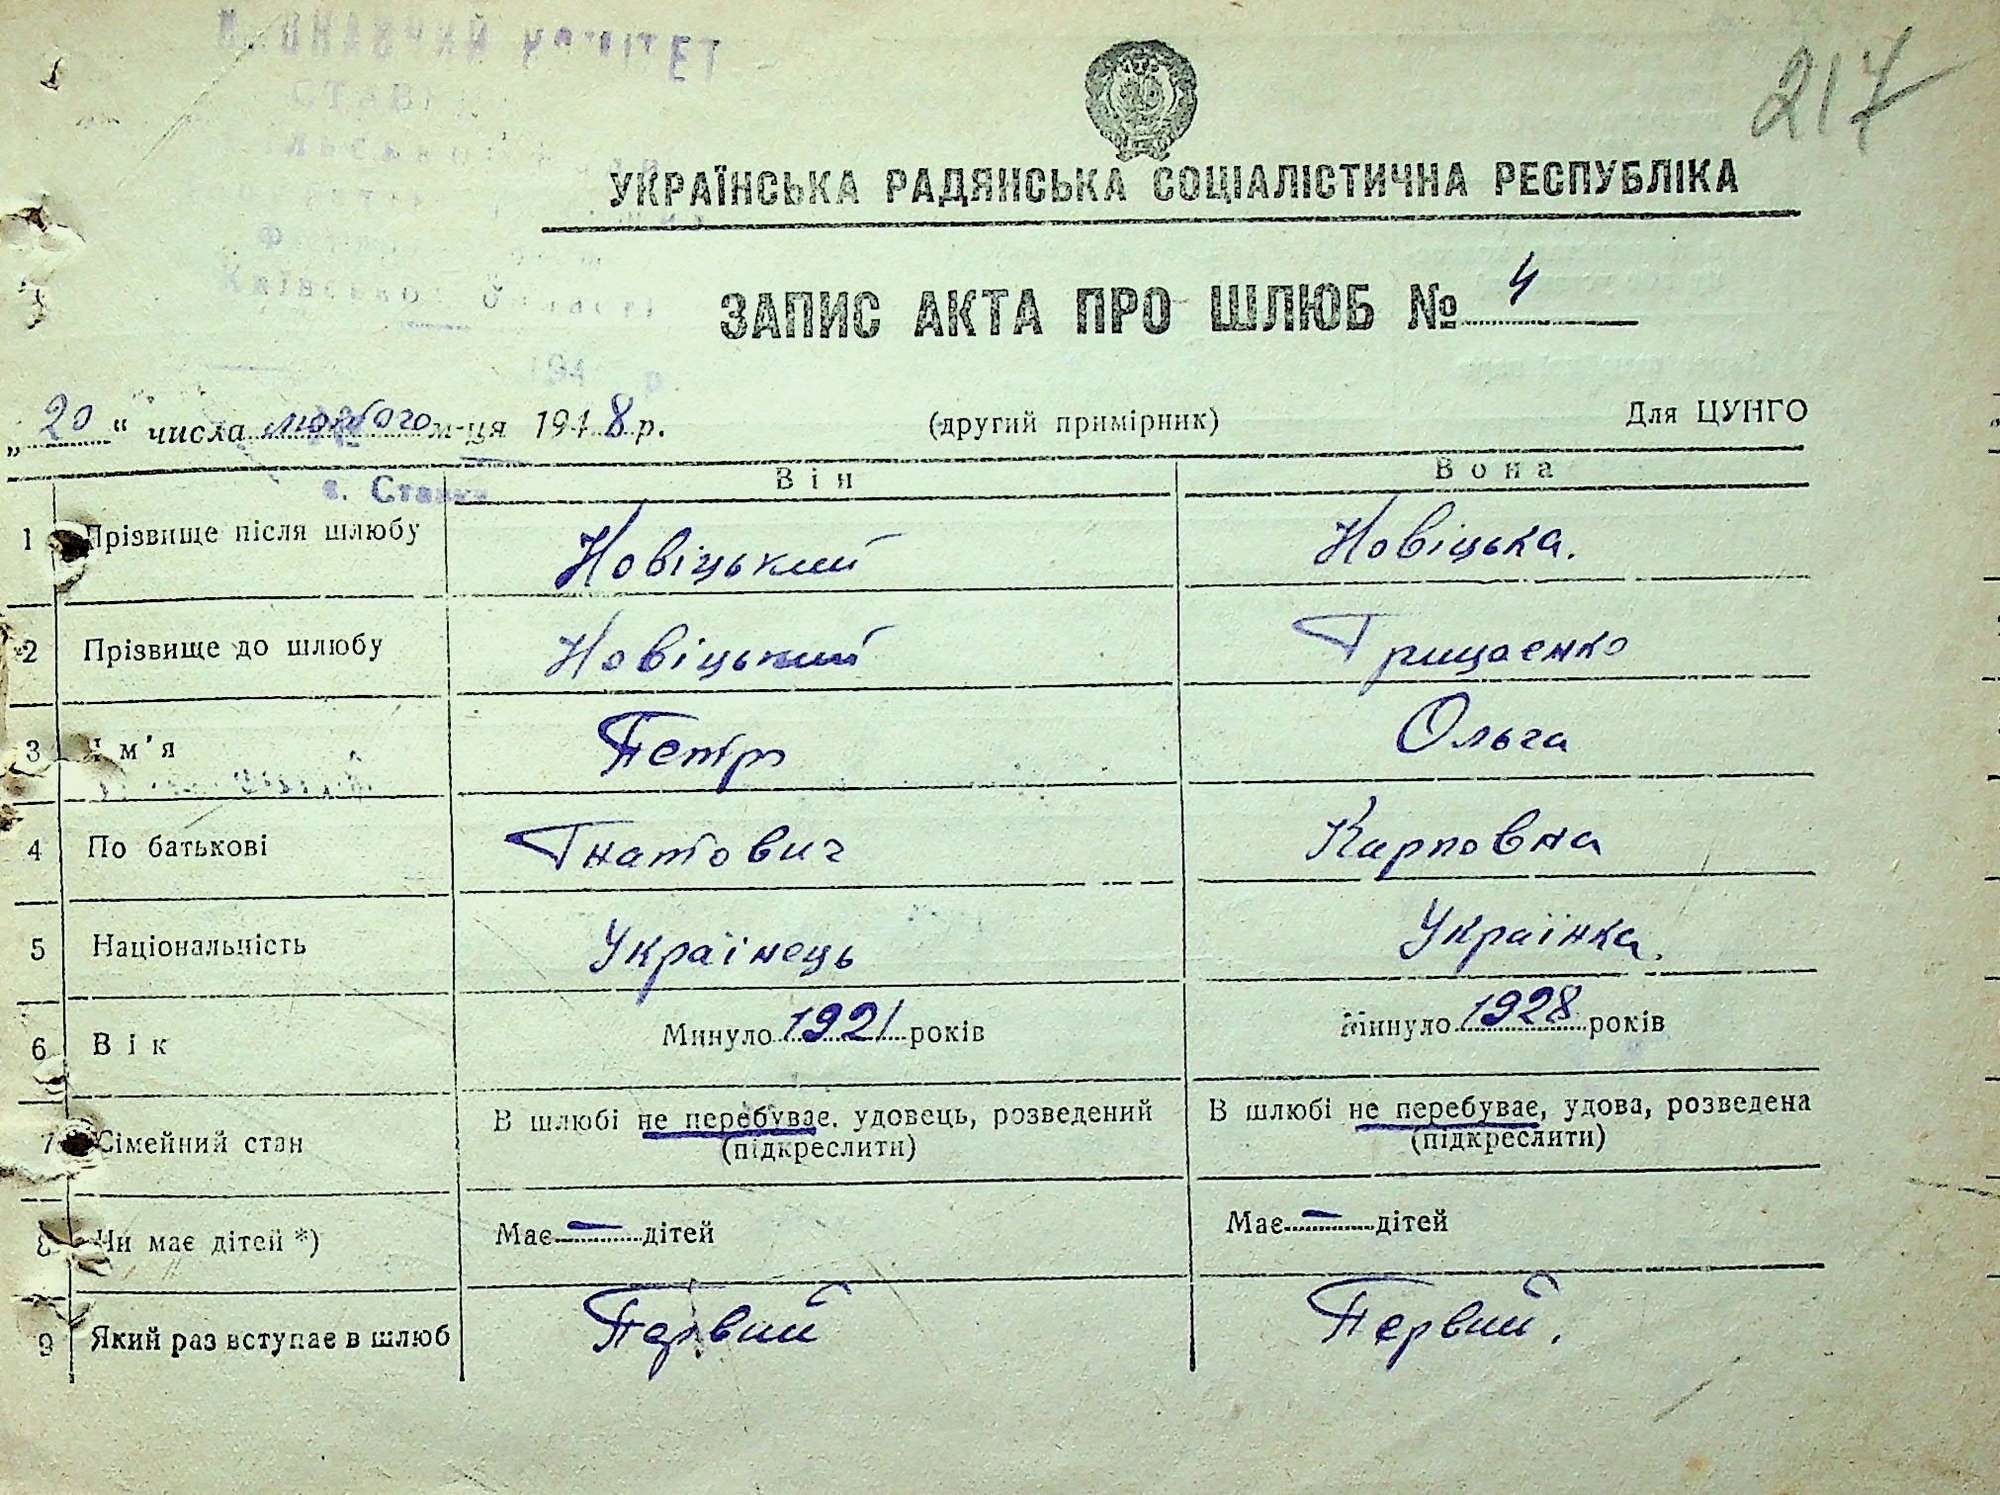 217
УКРАЇНСЬКА РАДЯНСЬКА СОЦІАЛІСТИЧНА РЕСПУБЛІКА
ЗАПИС АКТА ПРО ШЛЮБ № 4
„20“ числа лютого м-ця 1948 р. (другий примірник) Для ЦУНГО
Він Вона
1 Прізвище після шлюбу Новіцький Новіцька.
2 Прізвище до шлюбу Новіцький Грицаенко
3 Ім'я Петро Ольга
4 По батькові Гнатович Карповна
5 Національність Українець Українка.
6 Вік Минуло 1921 років Минуло 1928 років
7 Сімейний стан В шлюбі не перебуває. удовець, розведений В шлюбі не перебуває, удова, розведена
(підкреслити) (підкреслити)
8 Чи має дітей *) Має — дітей Має — дітей
9 Який раз вступає в шлюб Первий Первий.